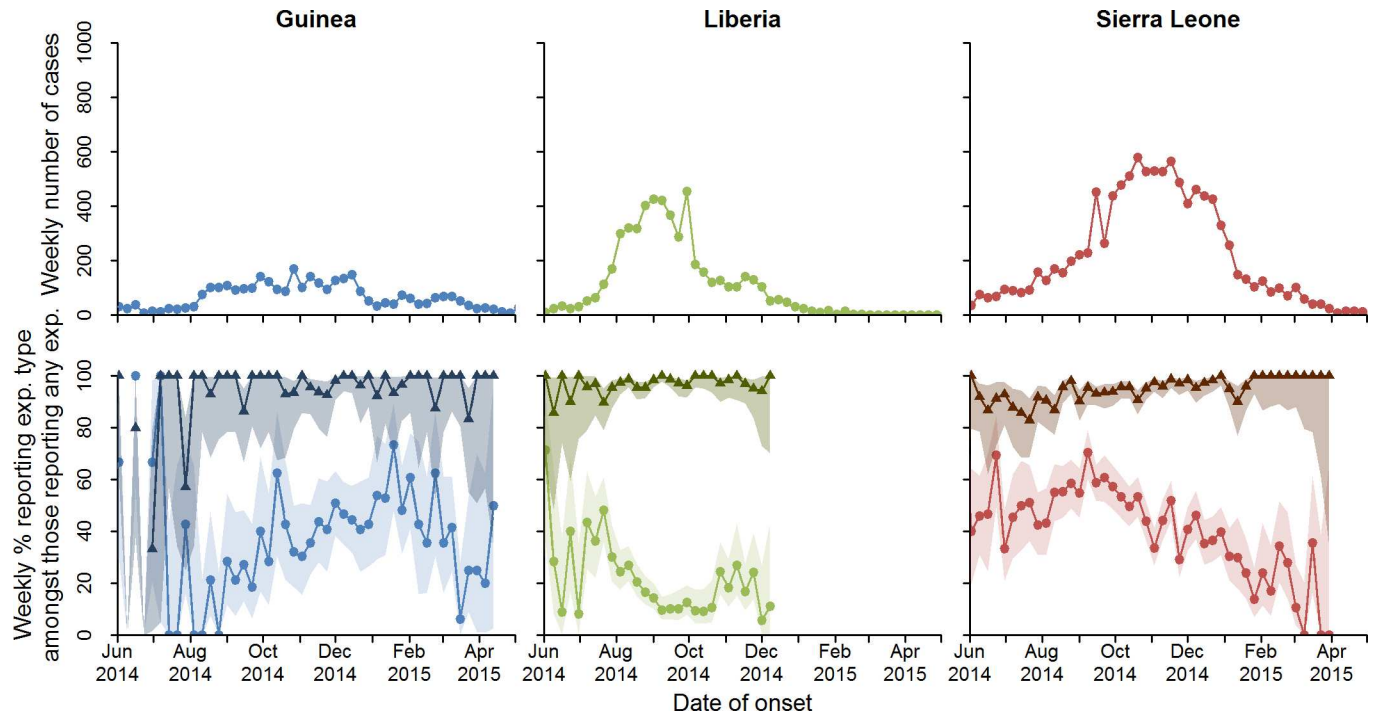 Guinea
Liberia
Sierra Leone
Weekly number of cases
0 200 400 600 800 1000
Weekly % reporting exp. type
amongst those reporting any exp.
0 20 40 60 80 100
Jun Aug Oct Dec Feb Apr
2014 2014 2014 2014 2015 2015
Jun Aug Oct Dec Feb Apr
2014 2014 2014 2014 2015 2015
Jun Aug Oct Dec Feb Apr
2014 2014 2014 2014 2015 2015
Date of onset